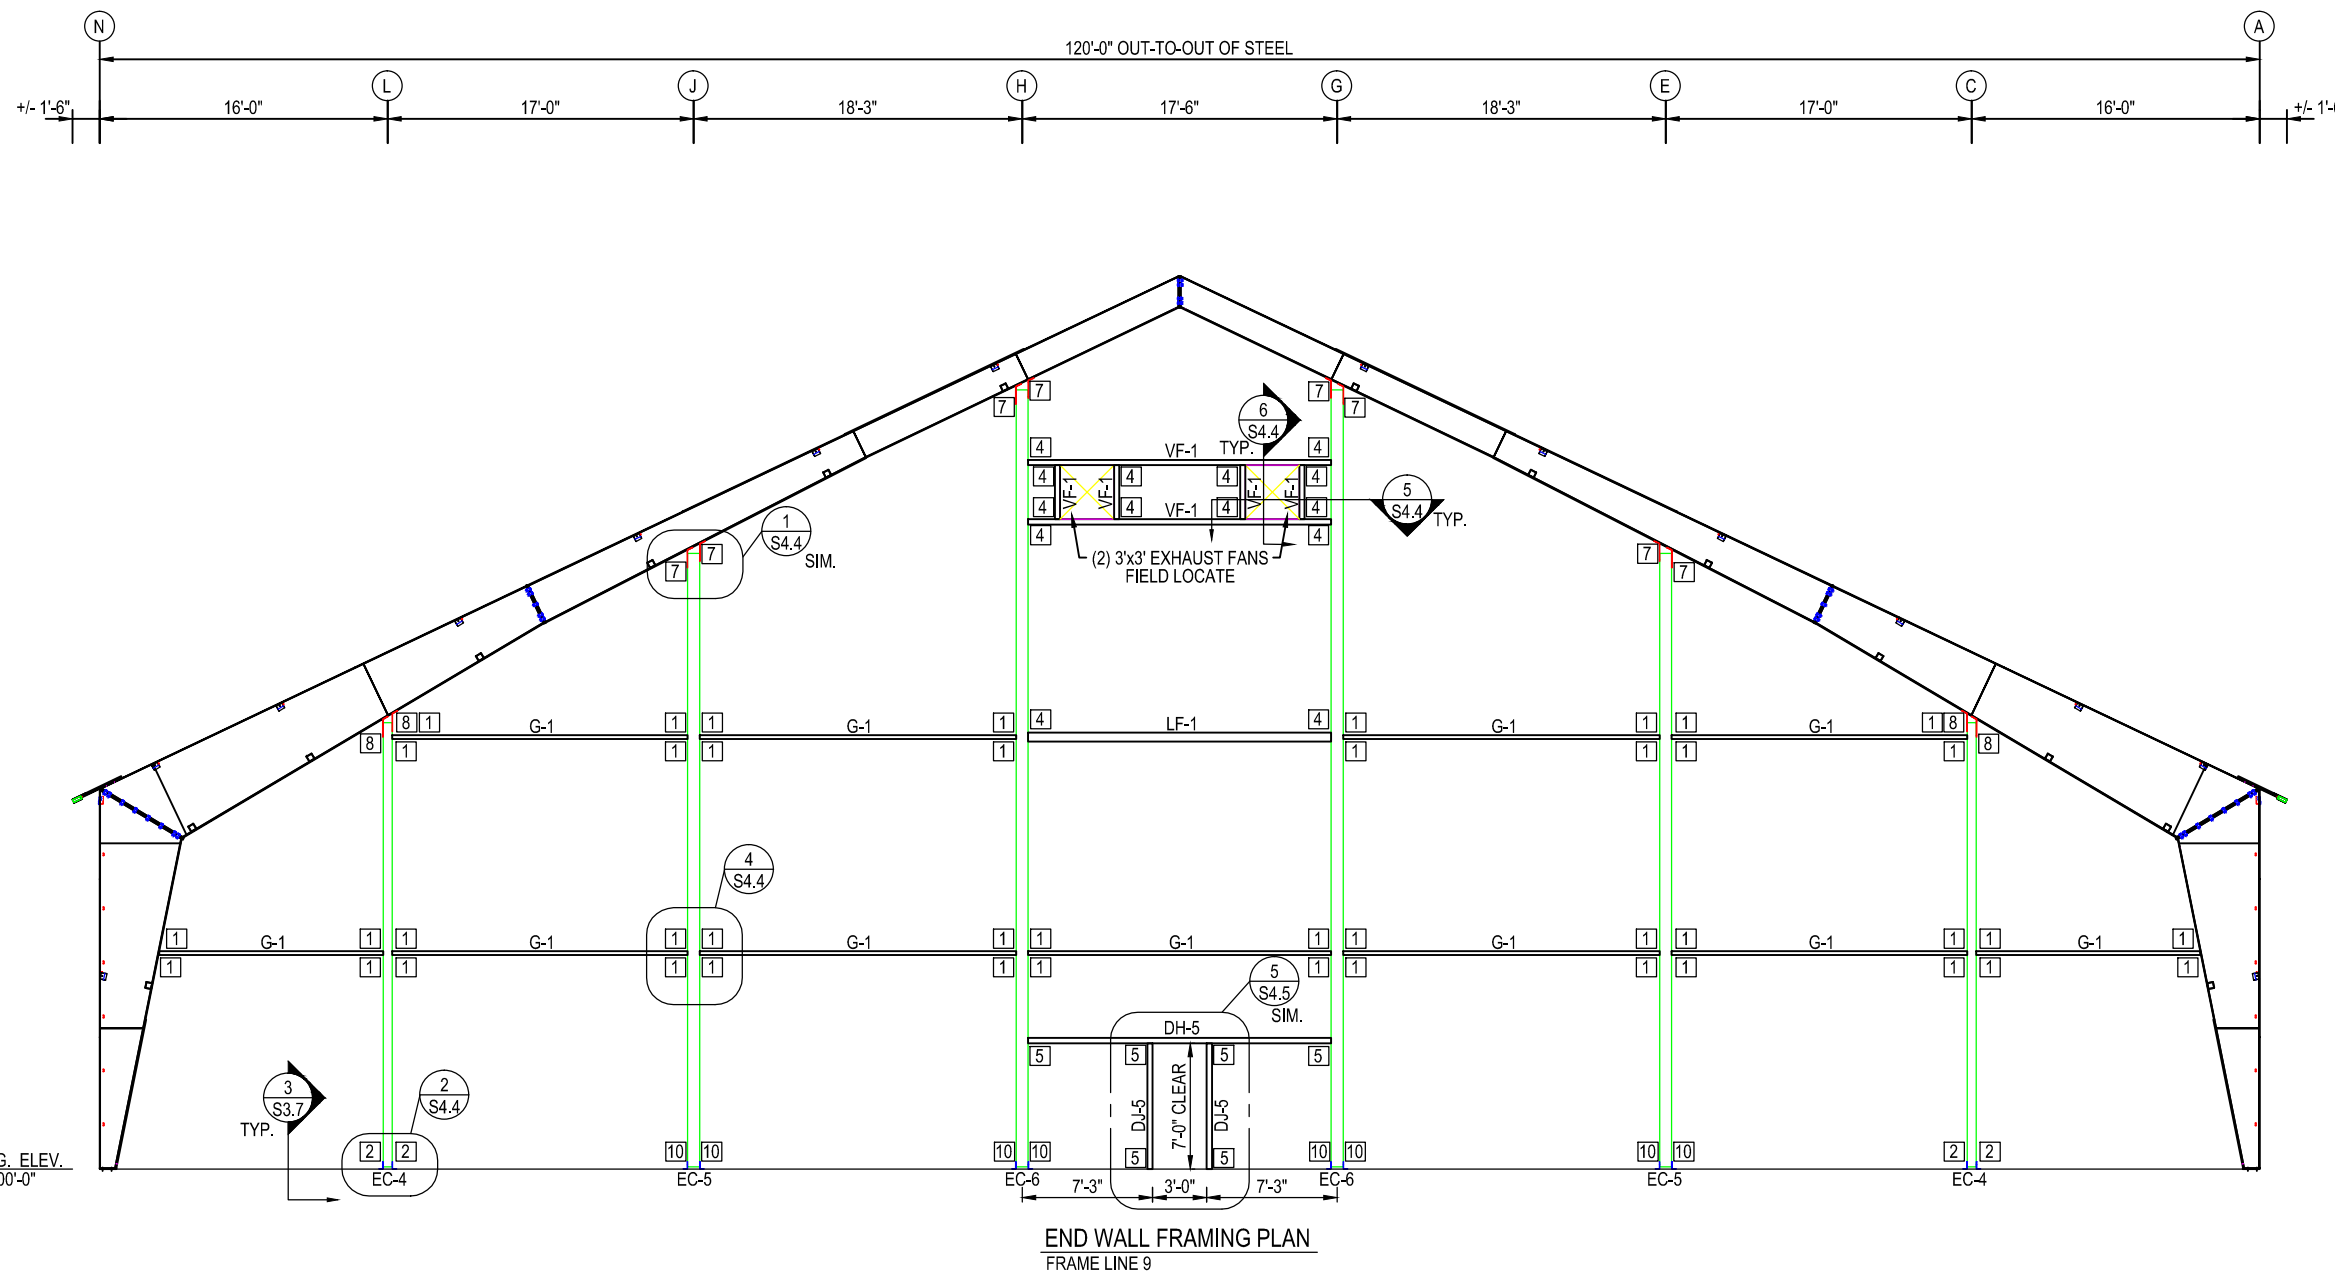 N
A
120'-0" OUT-TO-OUT OF STEEL
L J H G E C
+/- 1'-6" 16'-0" 17'-0" 18'-3" 17'-6" 18'-3" 17'-0" 16'-0" +/- 1'-
7 7 7 7
6
S4.4
TYP.
4 VF-1 4
4 VF-1 VF-1 4 4 VF-1 VF-1 4
4 4 4 4
VF-1
4 4
5
S4.4
TYP.
1
S4.4
SIM.
7 7 7 7
(2) 3'x3' EXHAUST FANS
FIELD LOCATE
8 1 G-1 1 1 G-1 1 4 LF-1 4 1 G-1 1 1 G-1 1 8
8 1 1 1 1 1 1 1 1 8
4
S4.4
1 G-1 1 1 G-1 1 1 G-1 1 1 G-1 1 1 G-1 1 1 G-1 1 1 G-1 1
1 1 1 1 1 1 1 1 1 1 1 1 1 1
5
S4.5
SIM.
DH-5
5 5 5 5
DJ-5 7'-0" CLEAR DJ-5
3
S3.7
TYP.
2
S4.4
2 2 10 10 10 10 5 5 10 10 10 10 2 2
G. ELEV.
00'-0"
EC-4 EC-5 EC-6 EC-6 EC-5 EC-4
7'-3" 3'-0" 7'-3"
END WALL FRAMING PLAN
FRAME LINE 9